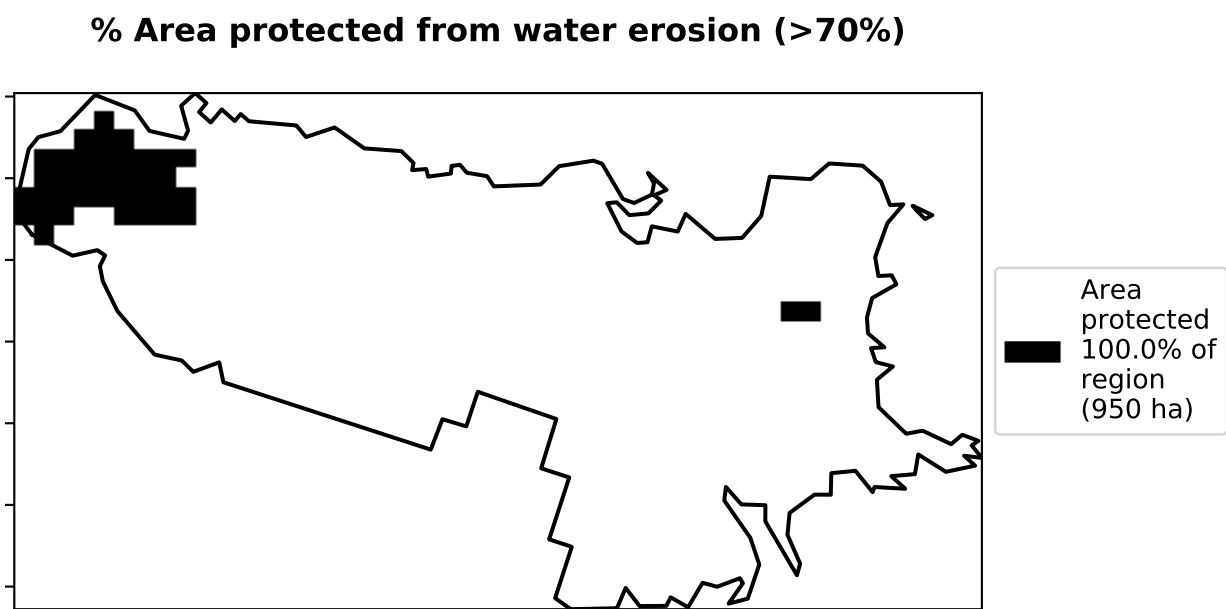 % Area protected from water erosion (>70%)
Area
protected
100.0% of
region
(950 ha)